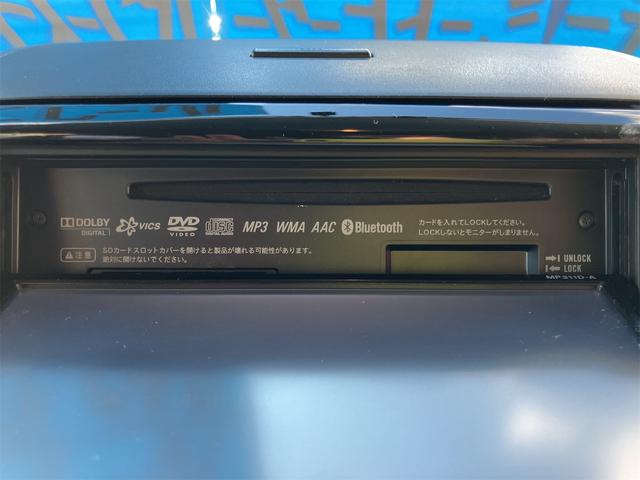 DOLBY DIGITAL VICS DVD VIDEO COMPACT disc DIGITAL AUDIO MP3 WMA AAC Bluetooth
カードを入れてLOCKしてください。
LOCKしないとモニターがしまりません。
注意 SDカードスロットカバーを開けると製品が壊れる可能性があります。
絶対に開けないでください。
UNLOCK
LOCK
MP311D-A